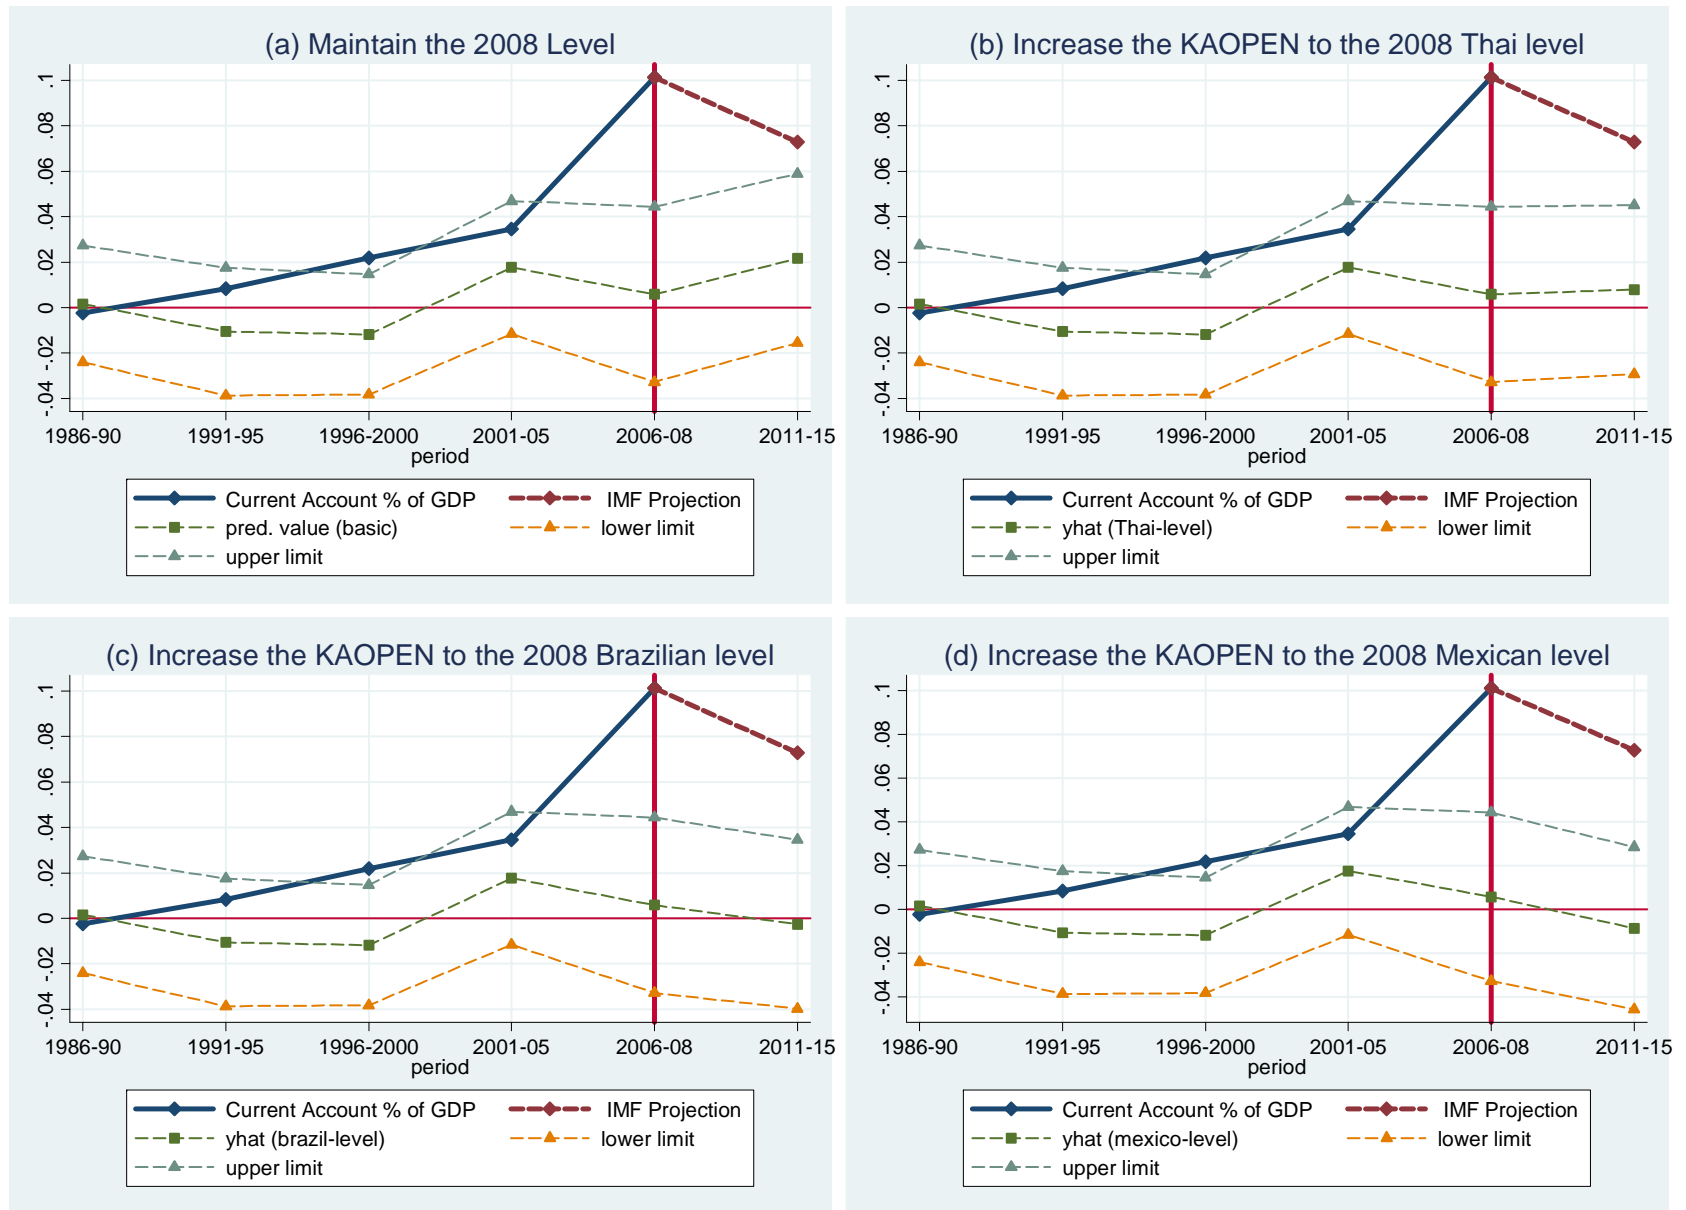 (a) Maintain the 2008 Level
.1
.08
.06
.04
.02
0
-.02
-.04
1986-90 1991-95 1996-2000 2001-05 2006-08 2011-15
period
Current Account % of GDP IMF Projection
pred. value (basic) lower limit
upper limit
(b) Increase the KAOPEN to the 2008 Thai level
.1
.08
.06
.04
.02
0
-.02
-.04
1986-90 1991-95 1996-2000 2001-05 2006-08 2011-15
period
Current Account % of GDP IMF Projection
yhat (Thai-level) lower limit
upper limit
(c) Increase the KAOPEN to the 2008 Brazilian level
.1
.08
.06
.04
.02
0
-.02
-.04
1986-90 1991-95 1996-2000 2001-05 2006-08 2011-15
period
Current Account % of GDP IMF Projection
yhat (brazil-level) lower limit
upper limit
(d) Increase the KAOPEN to the 2008 Mexican level
.1
.08
.06
.04
.02
0
-.02
-.04
1986-90 1991-95 1996-2000 2001-05 2006-08 2011-15
period
Current Account % of GDP IMF Projection
yhat (mexico-level) lower limit
upper limit